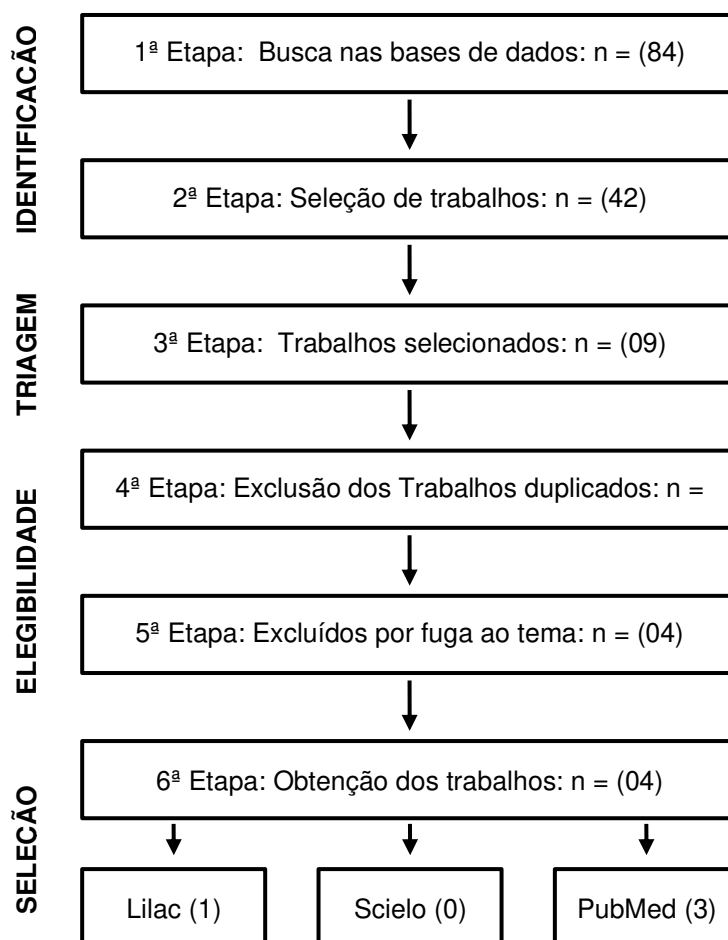 IDENTIFICAÇÃO
1ª Etapa:  Busca nas bases de dados: n = (84)
2ª Etapa: Seleção de trabalhos: n = (42)
TRIAGEM
3ª Etapa:  Trabalhos selecionados: n = (09)
ELEGIBILIDADE
4ª Etapa: Exclusão dos Trabalhos duplicados: n =
5ª Etapa: Excluídos por fuga ao tema: n = (04)
SELEÇÃO
6ª Etapa: Obtenção dos trabalhos: n = (04)
Lilac (1)
Scielo (0)
PubMed (3)